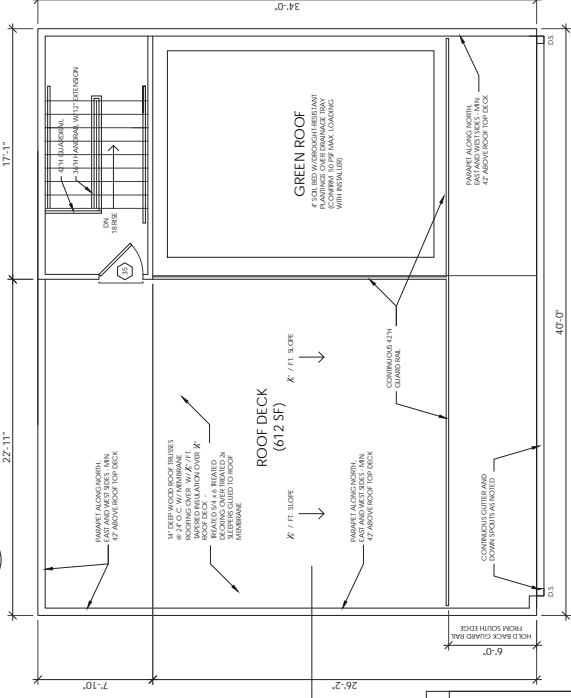 34'-0"
17'-1"
22'-11"
42"H GUARDRAIL
34"H HANDRAIL W/12" EXTENSION
DN
18 RISE
35
GREEN ROOF
4" SOIL BED W/DROUGHT-RESISTANT
PLANTINGS OVER DRAINAGE TRAY
(CONFIRM 50 PSF MAX. LOADING
WITH INSTALLER)
PARAPET ALONG NORTH,
EAST AND WEST SIDES - MIN.
42" ABOVE ROOF TOP DECK
D.S.
PARAPET ALONG NORTH,
EAST AND WEST SIDES - MIN.
42" ABOVE ROOF TOP DECK
14" DEEP WOOD ROOF TRUSSES
@ 24" O.C. W/ MEMBRANE
ROOFING OVER W/ / FT.
TAPERED INSULATION OVER
ROOF DECK -
TREATED 5/4 x 6 TREATED
DECKING OVER TREATED 2x
SLEEPERS GLUED TO ROOF
MEMBRANE
ROOF DECK
(612 SF)
/ FT. SLOPE
/ FT. SLOPE
CONTINUOUS 42"H
GUARD RAIL
PARAPET ALONG NORTH,
EAST AND WEST SIDES - MIN.
42" ABOVE ROOF TOP DECK
CONTINUOUS GUTTER AND
DOWN SPOUTS AS NOTED
D.S.
40'-0"
7'-10"
26'-2"
HOLD BACK GUARD RAIL
FROM SOUTH EDGE
6'-0"